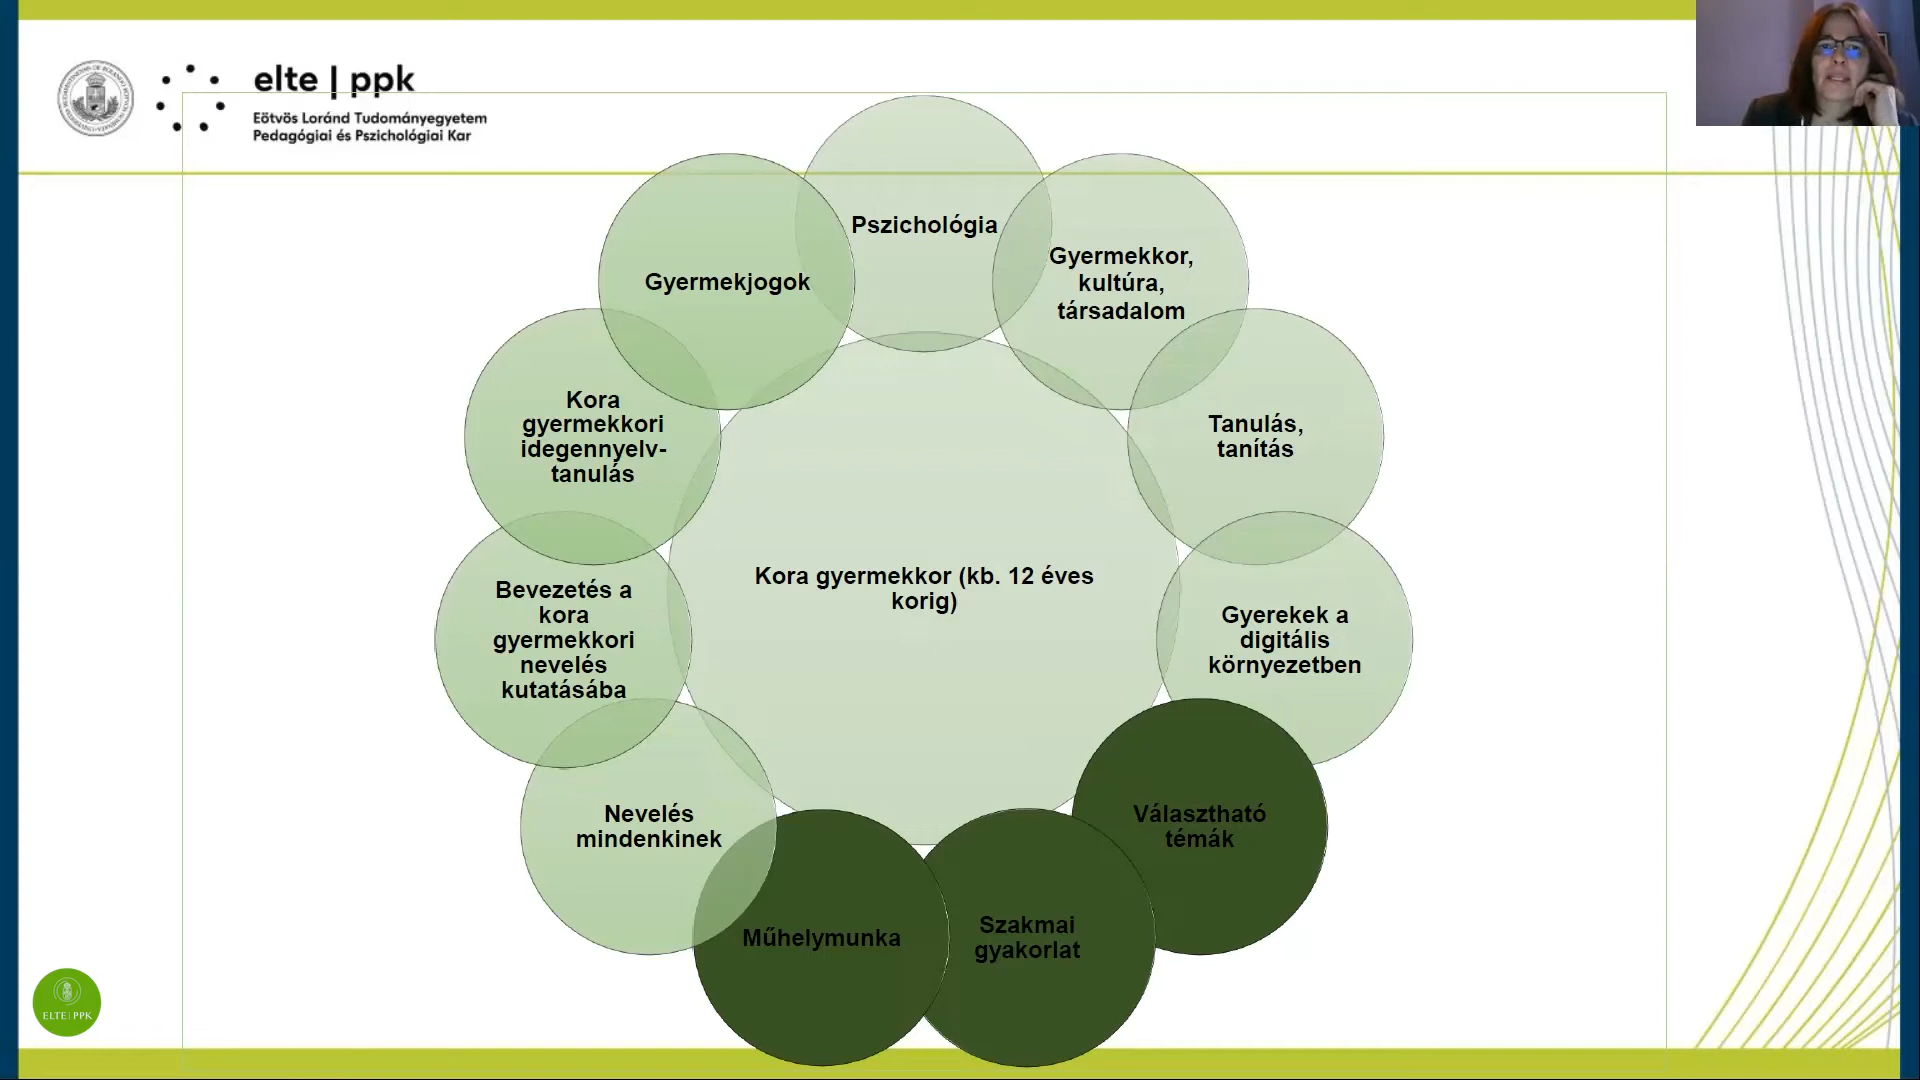 elte | ppk
Eötvös Loránd Tudományegyetem
Pedagógiai és Pszichológiai Kar
Pszichológia
Gyermekkor,
kultúra,
társadalom
Gyermekjogok
Tanulás,
tanítás
Kora
gyermekkori
idegennyelv-
tanulás
Kora gyermekkor (kb. 12 éves
korig)
Gyerekek a
digitális
környezetben
Bevezetés a
kora
gyermekkori
nevelés
kutatásába
Választható
témák
Nevelés
mindenkinek
Szakmai
gyakorlat
Műhelymunka
ELTE | PPK